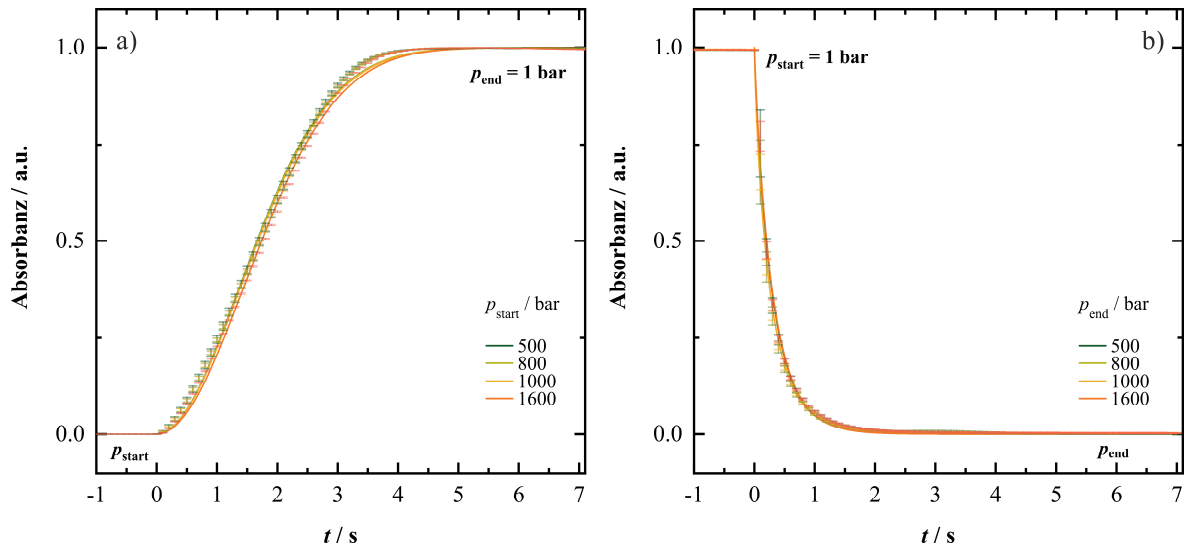 a)
1.0
0.5
0.0
Absorbanz / a.u.
p_end = 1 bar
p_start / bar
500
800
1000
1600
p_start
-1 0 1 2 3 4 5 6 7
t / s
b)
1.0
0.5
0.0
Absorbanz / a.u.
p_start = 1 bar
p_end / bar
500
800
1000
1600
p_end
-1 0 1 2 3 4 5 6 7
t / s